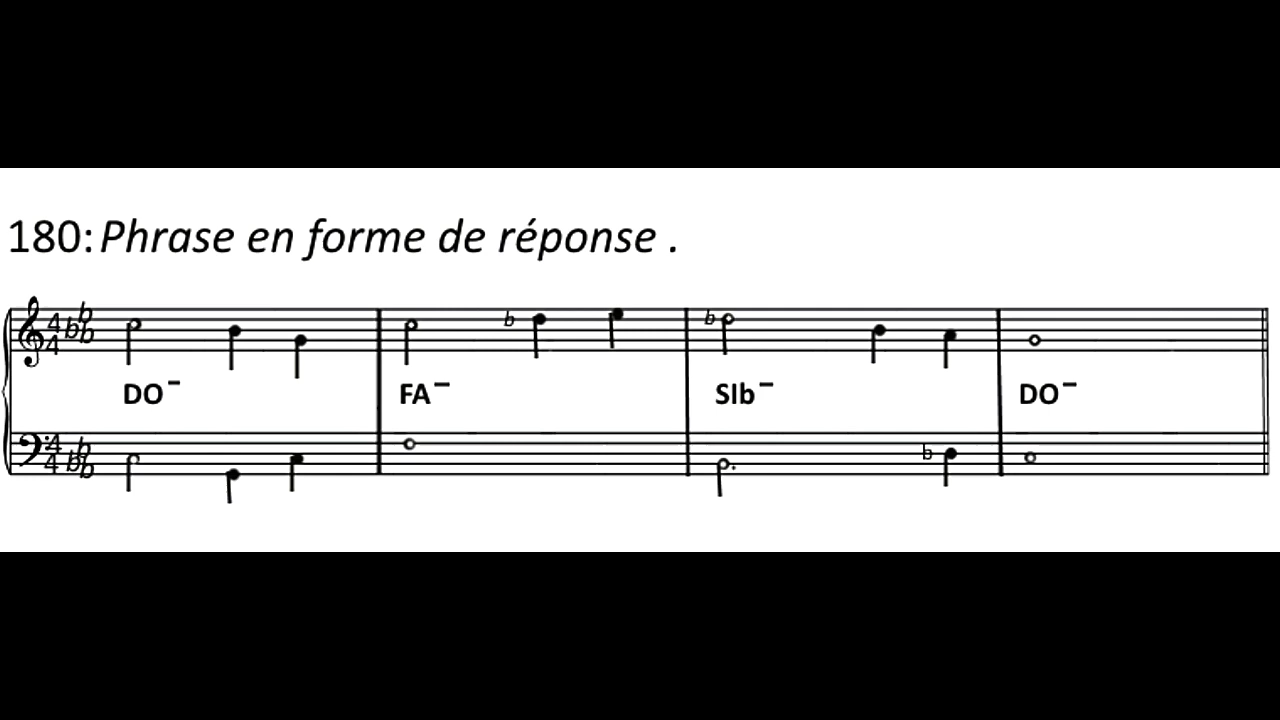 180: Phrase en forme de réponse .
DO– FA– SIb– DO–